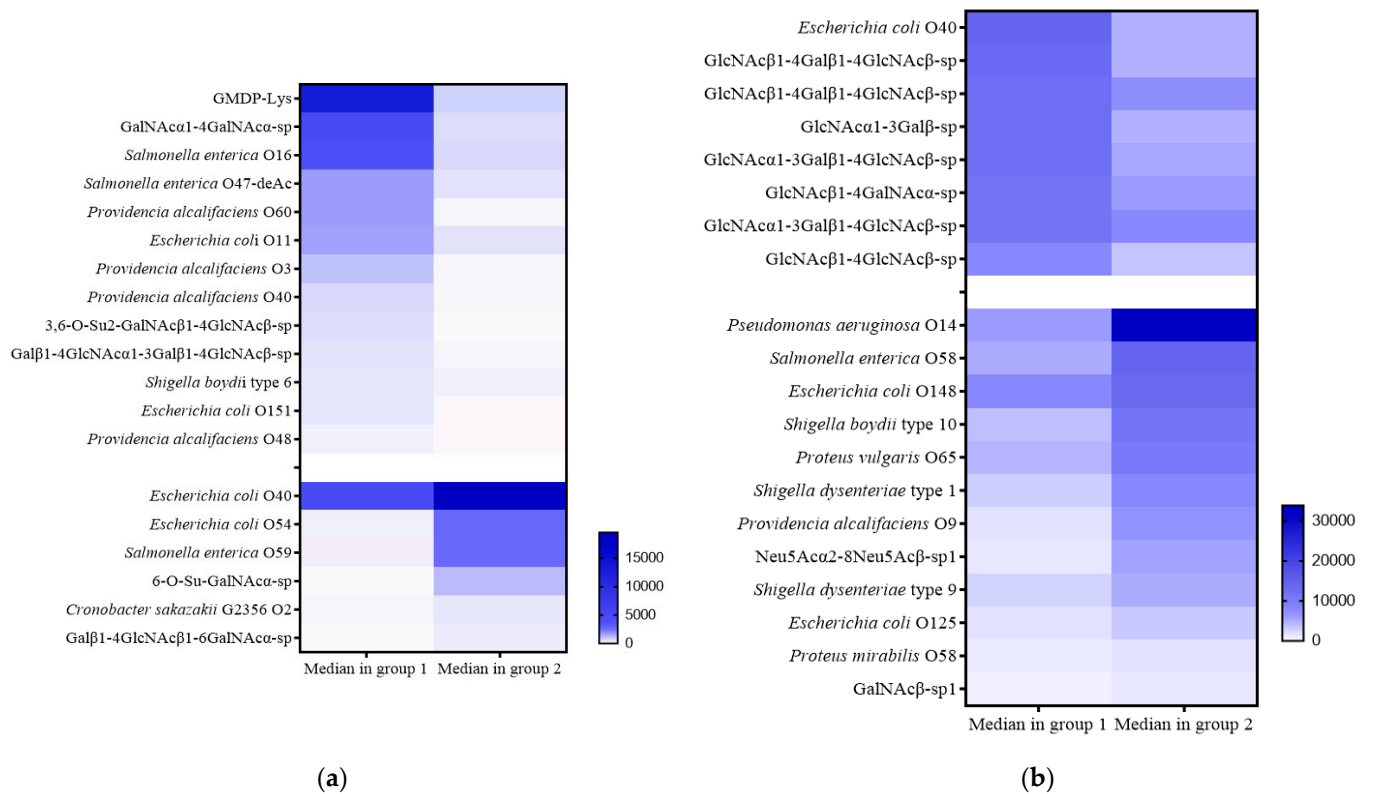 GMDP-Lys
GalNAcα1-4GalNAcα-sp
Salmonella enterica O16
Salmonella enterica O47-deAc
Providencia alcalifaciens O60
Escherichia coli O11
Providencia alcalifaciens O3
Providencia alcalifaciens O40
3,6-O-Su2-GalNAcβ1-4GlcNAcβ-sp
Galβ1-4GlcNAcα1-3Galβ1-4GlcNAcβ-sp
Shigella boydii type 6
Escherichia coli O151
Providencia alcalifaciens O48
Escherichia coli O40
Escherichia coli O54
Salmonella enterica O59
6-O-Su-GalNAcα-sp
Cronobacter sakazakii G2356 O2
Galβ1-4GlcNAcβ1-6GalNAcα-sp
Median in group 1 Median in group 2
15000
10000
5000
0
(a)
Escherichia coli O40
GlcNAcβ1-4Galβ1-4GlcNAcβ-sp
GlcNAcβ1-4Galβ1-4GlcNAcβ-sp
GlcNAcα1-3Galβ-sp
GlcNAcα1-3Galβ1-4GlcNAcβ-sp
GlcNAcβ1-4GalNAcα-sp
GlcNAcα1-3Galβ1-4GlcNAcβ-sp
GlcNAcβ1-4GlcNAcβ-sp
Pseudomonas aeruginosa O14
Salmonella enterica O58
Escherichia coli O148
Shigella boydii type 10
Proteus vulgaris O65
Shigella dysenteriae type 1
Providencia alcalifaciens O9
Neu5Acα2-8Neu5Acβ-sp1
Shigella dysenteriae type 9
Escherichia coli O125
Proteus mirabilis O58
GalNAcβ-sp1
Median in group 1 Median in group 2
30000
20000
10000
0
(b)